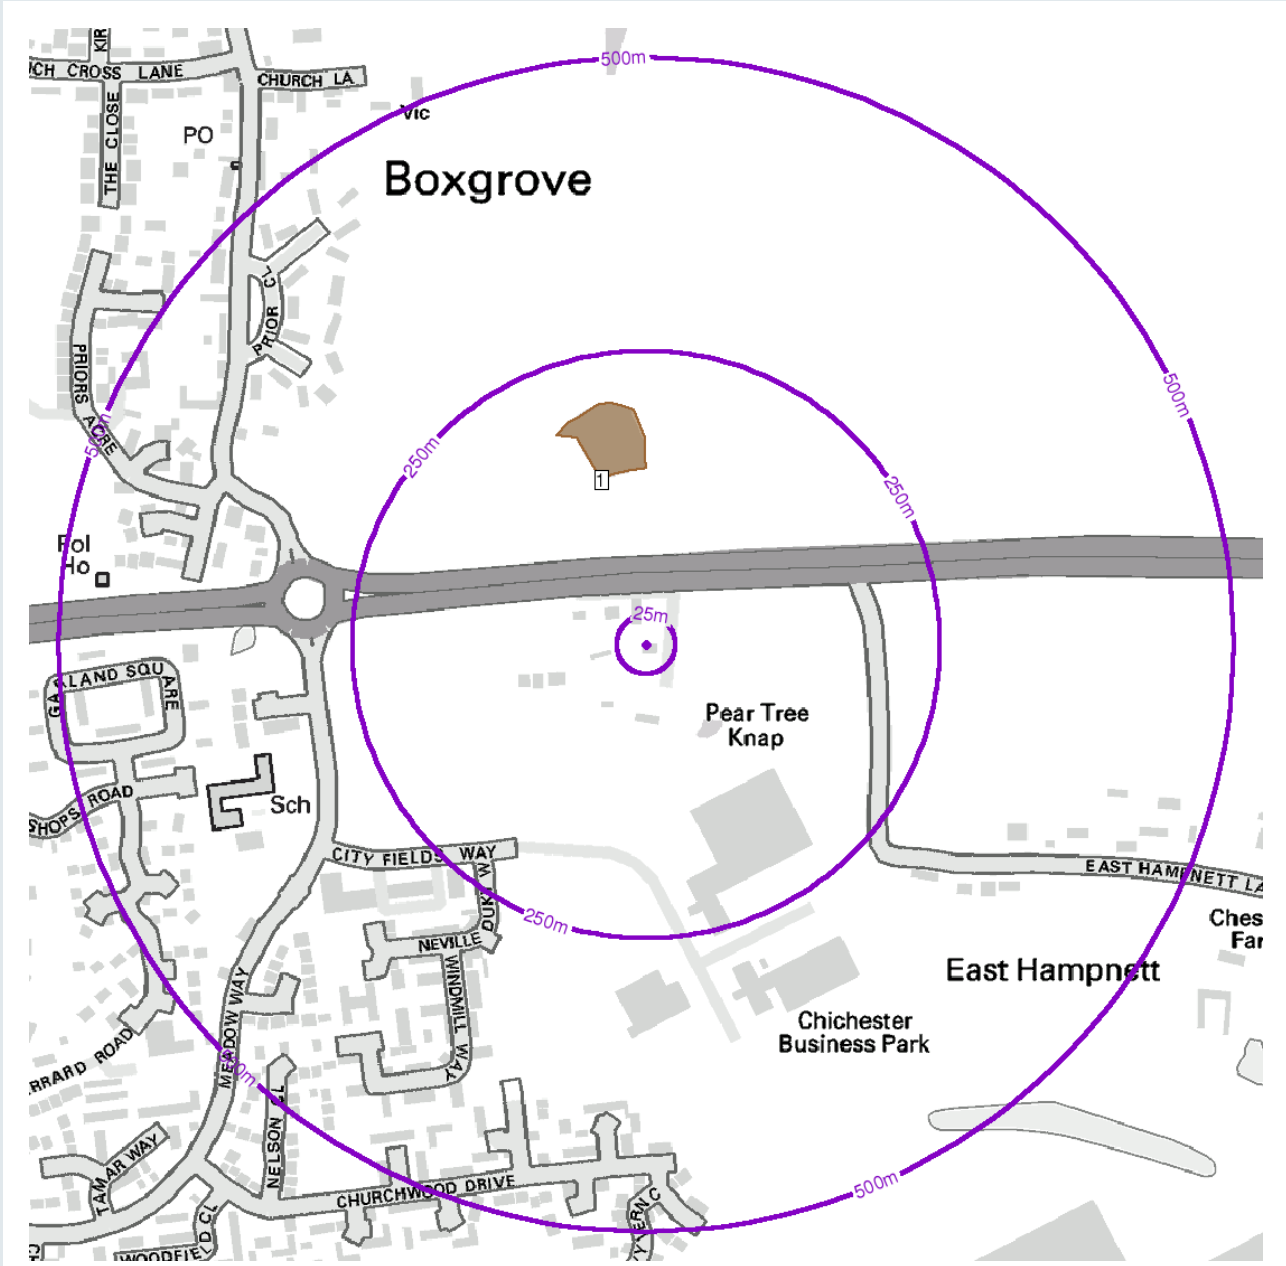 KIR
CH CROSS LANE
CHURCH LA
THE CLOSE
PO
Vic
500m
Boxgrove
PRIOR CL
PRIORS ACRE
500m
500m
250m
250m
1
Pol
Ho
25m
GARLAND SQUARE
Pear Tree
Knap
SHOPS ROAD
Sch
CITY FIELDS WAY
DUKE W
EAST HAMPNETT LA
250m
NEVILLE
WINDMILL WAY
Ches
Far
East Hampnett
MEADOW WAY
Chichester
Business Park
RRARD ROAD
500m
NELSON CL
TAMAR WAY
CHURCHWOOD DRIVE
500m
WOODFIELD CL